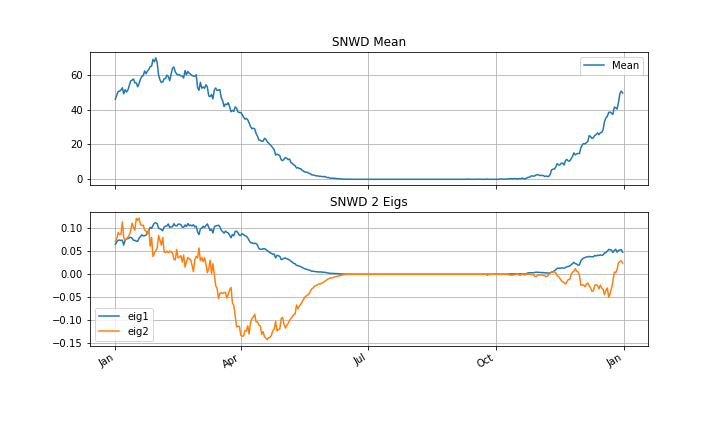 SNWD Mean
60
40
20
0
Mean
SNWD 2 Eigs
0.10
0.05
0.00
−0.05
−0.10
−0.15
eig1
eig2
Jan
Apr
Jul
Oct
Jan